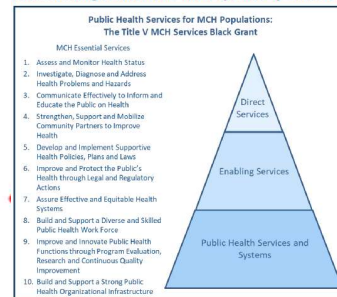 Public Health Services for MCH Populations:
The Title V MCH Services Black Grant
MCH Essential Services
1. Assess and Monitor Health Status
2. Investigate, Diagnose and Address
Health Problems and Hazards
3. Communicate Effectively to Inform and
Educate the Public on Health
4. Strengthen, Support and Mobilize
Community Partners to Improve
Health
5. Develop and Implement Supportive
Health Policies, Plans and Laws
6. Improve and Protect the Public's
Health through Legal and Regulatory
Actions
7. Assure Effective and Equitable Health
Systems
8. Build and Support a Diverse and Skilled
Public Health Work Force
9. Improve and Innovate Public Health
Functions through Program Evaluation,
Research and Continuous Quality
Improvement
10. Build and Support a Strong Public
Health Organizational Infrastructure
Direct
Services
Enabling Services
Public Health Services and
Systems